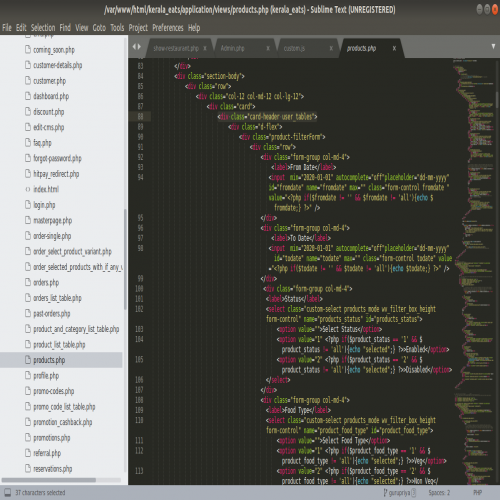 /var/www/html/kerala_eats/application/views/products.php (kerala_eats) - Sublime Text (UNREGISTERED)
File Edit Selection Find View Goto Tools Project Preferences Help
coming_soon.php
customer-details.php
customer.php
dashboard.php
discount.php
edit-cms.php
faq.php
forgot-password.php
hitpay_redirect.php
index.html
login.php
masterpage.php
order-single.php
order_select_product_variant.php
order_selected_products_with_if_any_v
orders.php
orders_list_table.php
past-orders.php
product_and_category_list_table.php
product_list_table.php
products.php
profile.php
promo-codes.php
promo_code_list_table.php
promotion_cashback.php
promotions.php
referral.php
reservations.php
show-restaurant.php
Admin.php
custom.js
products.php
83 </div>
84 <div class="section-body">
85 <div class="row">
86 <div class="col-12 col-md-12 col-lg-12">
87 <div class="card">
88 <div class="card-header user_tables">
89 <div class="d-flex">
90 <div class="product-filterForm">
91 <div class="row">
92 <div class="form-group col-md-4">
93 <label>From Date</label>
94 <input min="2020-01-01" autocomplete="off"placeholder="dd-mm-yyyy"
id="fromdate" name="fromdate" max="" class="form-control fromdate "
value="<?php if($fromdate != '' && $fromdate != 'all'){echo $
fromdate;} ?>" />
95 </div>
96 <div class="form-group col-md-4">
97 <label>To Date</label>
98 <input min="2020-01-01" autocomplete="off"placeholder="dd-mm-yyyy"
id="todate" name="todate" max="" class="form-control todate" value
="<?php if($todate != '' && $todate != 'all'){echo $todate;} ?>" />
99 </div>
100 <div class="form-group col-md-4">
101 <label>Status</label>
102 <select class="custom-select products_mode wv_filter_box_height
form-control" name="products_status" id="products_status">
103 <option value="">Select Status</option>
104 <option value="1" <?php if($product_status == '1' && $
product_status != 'all'){echo "selected";} ?>>Enabled</option>
105 <option value="2" <?php if($product_status == '2' && $
product_status != 'all'){echo "selected";} ?>>Disabled</option>
106 </select>
107 </div>
108 <div class="form-group col-md-4">
109 <label>Food Type</label>
110 <select class="custom-select products_mode wv_filter_box_height
form-control" name="product_food_type" id="product_food_type">
111 <option value="">Select Food Type</option>
112 <option value="1" <?php if($product_food_type == '1' && $
product_food_type != 'all'){echo "selected";} ?>>Veg</option>
113 <option value="2" <?php if($product_food_type == '2' && $
product_food_type != 'all'){echo "selected";} ?>>Non Veg</
37 characters selected
Spaces: 2
PHP